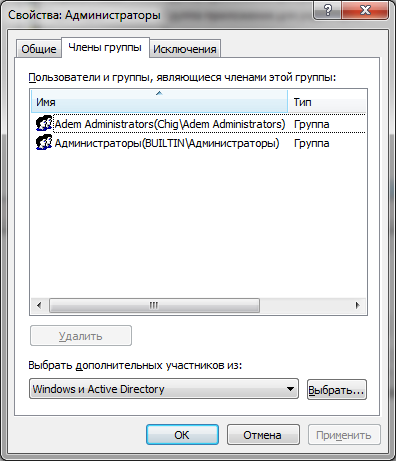 Свойства: Администраторы
Общие Члены группы Исключения
Пользователи и группы, являющиеся членами этой группы:
Имя Тип
Adem Administrators(Chig\Adem Administrators) Группа
Администраторы(BUILTIN\Администраторы) Группа
Удалить
Выбрать дополнительных участников из:
Windows и Active Directory Выбрать...
OK Отмена Применить